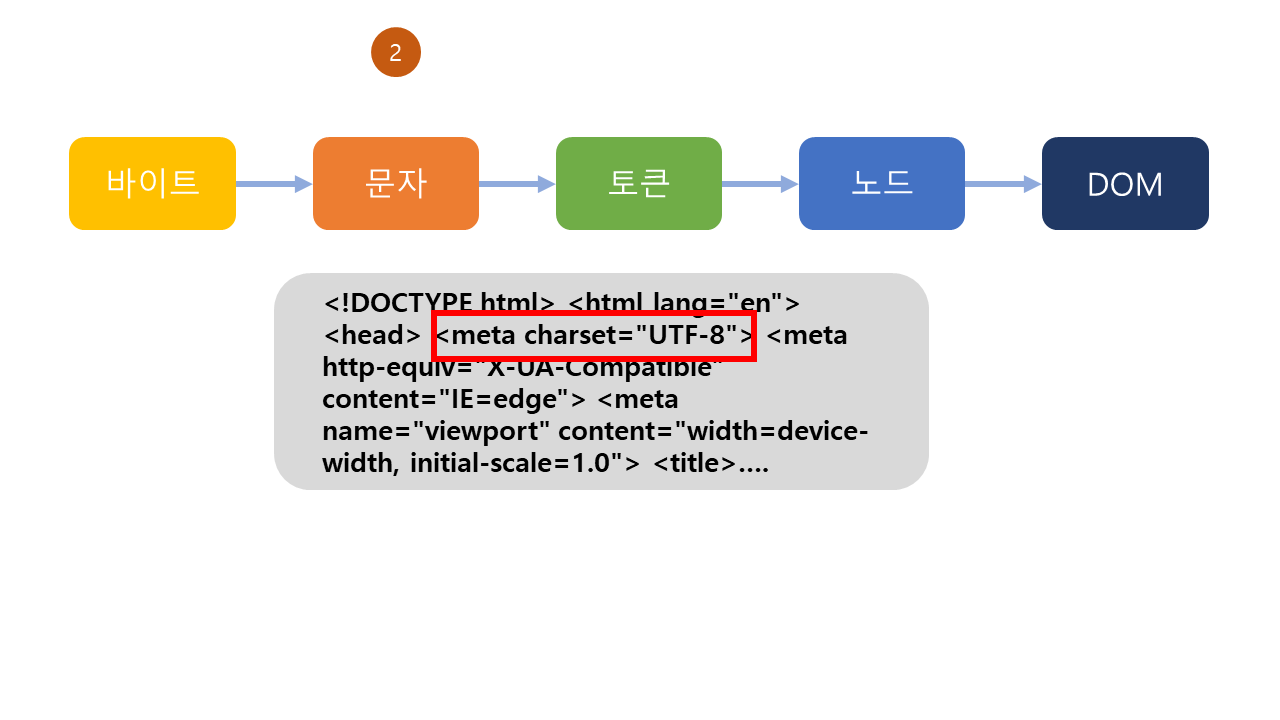 2
바이트
문자
토큰
노드
DOM
<!DOCTYPE html> <html lang="en">
<head> <meta charset="UTF-8"> <meta
http-equiv="X-UA-Compatible"
content="IE=edge"> <meta
name="viewport" content="width=device-
width, initial-scale=1.0"> <title>....